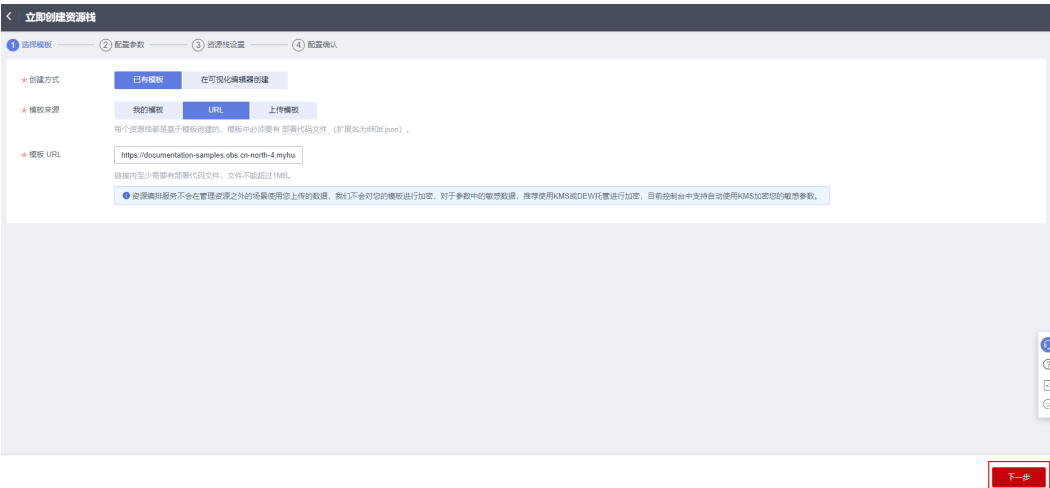 立即创建资源栈
1 选择模板 2 配置参数 3 资源栈设置 4 配置确认
* 创建方式 已有模板 在可视化编辑器创建
* 模板来源 我的模板 URL 上传模板
每个资源栈都是基于模板创建的，模板中必须要有 部署代码文件 （扩展名为tf和tf.json）。
* 模板 URL https://documentation-samples.obs.cn-north-4.myhu
链接内至少需要有部署代码文件，文件不能超过1MB。
资源编排服务不会在管理资源之外的场景使用您上传的数据，我们不会对您的模板进行加密，对于参数中的敏感数据，推荐使用KMS或DEW托管进行加密，目前控制台中支持自动使用KMS加密您的敏感参数。
下一步